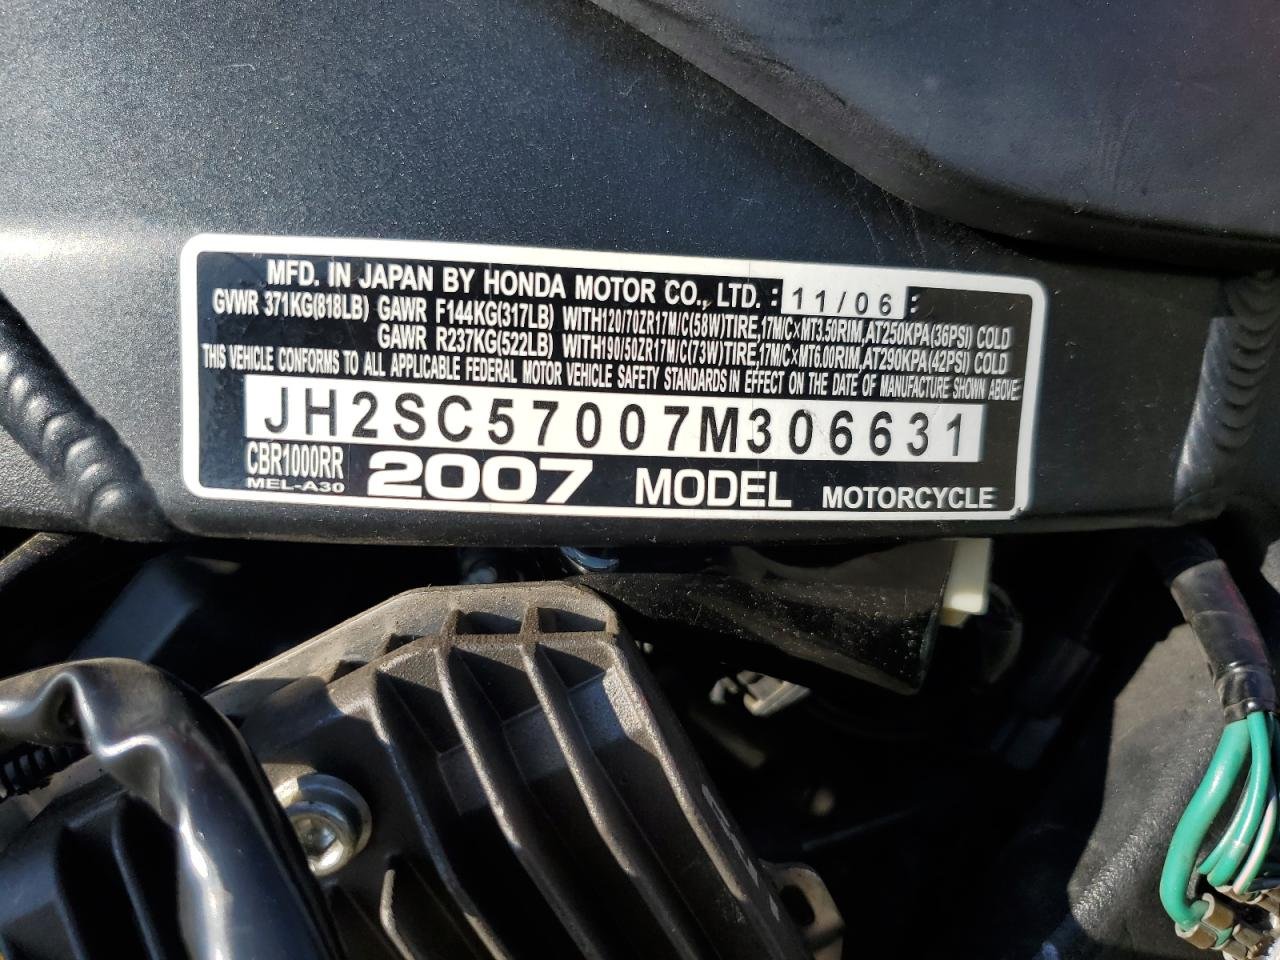 MFD. IN JAPAN BY HONDA MOTOR CO., LTD. : 11/06 :
GVWR 371KG(818LB) GAWR F144KG(317LB) WITH120/70ZR17M/C(58W)TIRE,17M/C×MT3.50RIM,AT250KPA(36PSI) COLD
GAWR R237KG(522LB) WITH190/50ZR17M/C(73W)TIRE,17M/C×MT6.00RIM,AT290KPA(42PSI) COLD
THIS VEHICLE CONFORMS TO ALL APPLICABLE FEDERAL MOTOR VEHICLE SAFETY STANDARDS IN EFFECT ON THE DATE OF MANUFACTURE SHOWN ABOVE.
JH2SC57007M306631
CBR1000RR 2007 MODEL MOTORCYCLE
MEL-A30